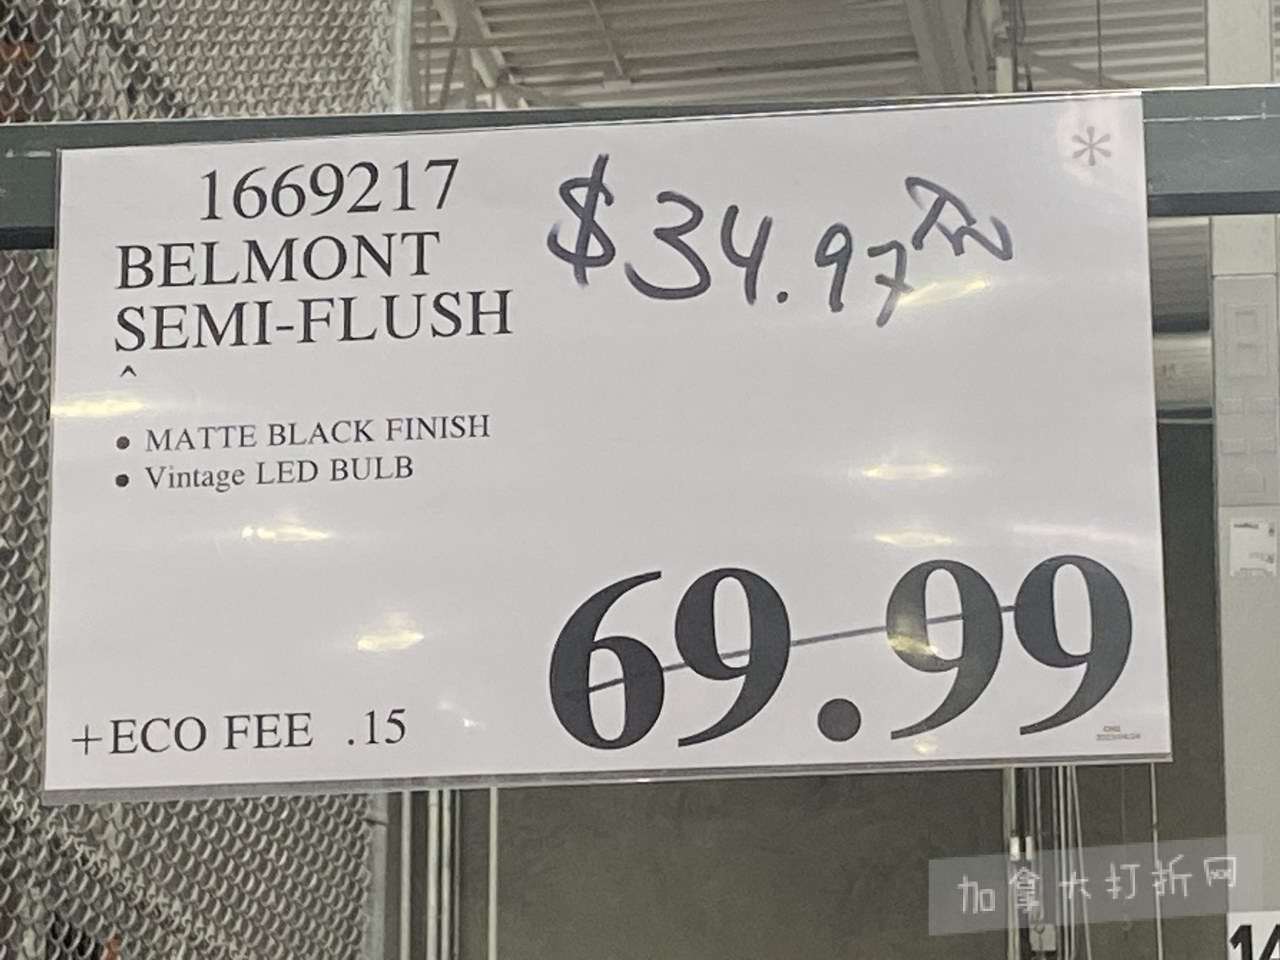 1669217
BELMONT
SEMI-FLUSH
^
$34.97
*
• MATTE BLACK FINISH
• Vintage LED BULB
69.99
+ECO FEE .15
加拿大打折网
14